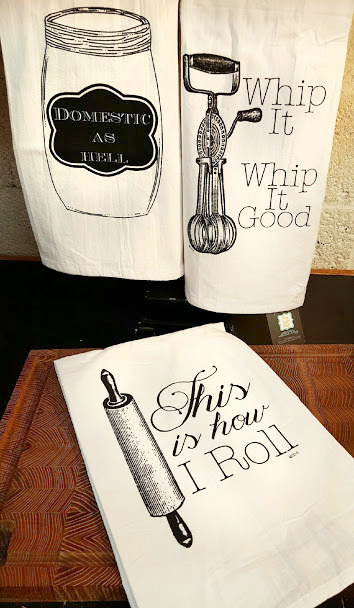 DOMESTIC
AS
HELL
Whip
It
Whip
It
Good
This
is how
I Roll